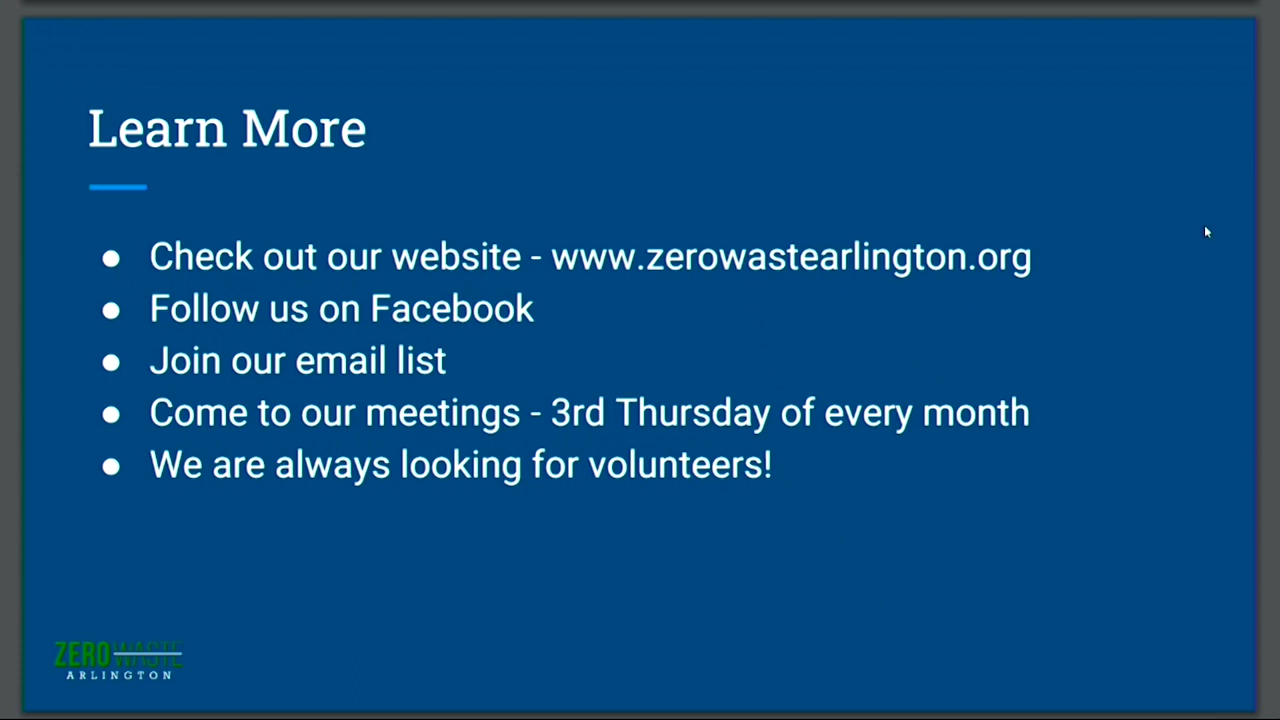 Learn More
● Check out our website - www.zerowastearlington.org
● Follow us on Facebook
● Join our email list
● Come to our meetings - 3rd Thursday of every month
● We are always looking for volunteers!
ZERO WASTE
ARLINGTON